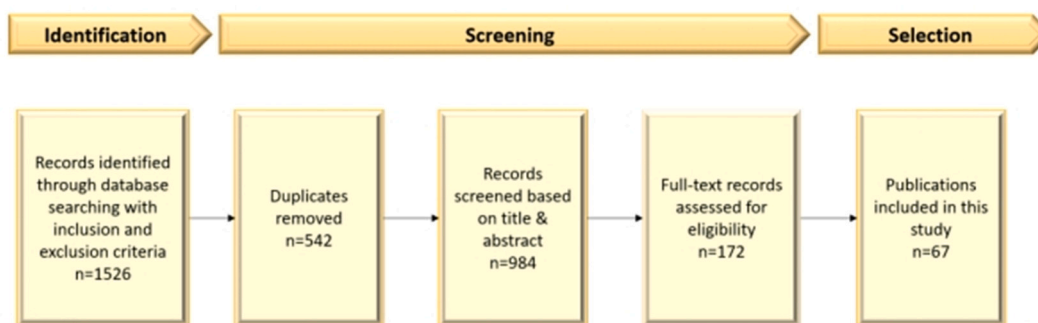 Identification
Screening
Selection
Records identified
through database
searching with
inclusion and
exclusion criteria
n=1526
Duplicates
removed
n=542
Records
screened based
on title &
abstract
n=984
Full-text records
assessed for
eligibility
n=172
Publications
included in this
study
n=67